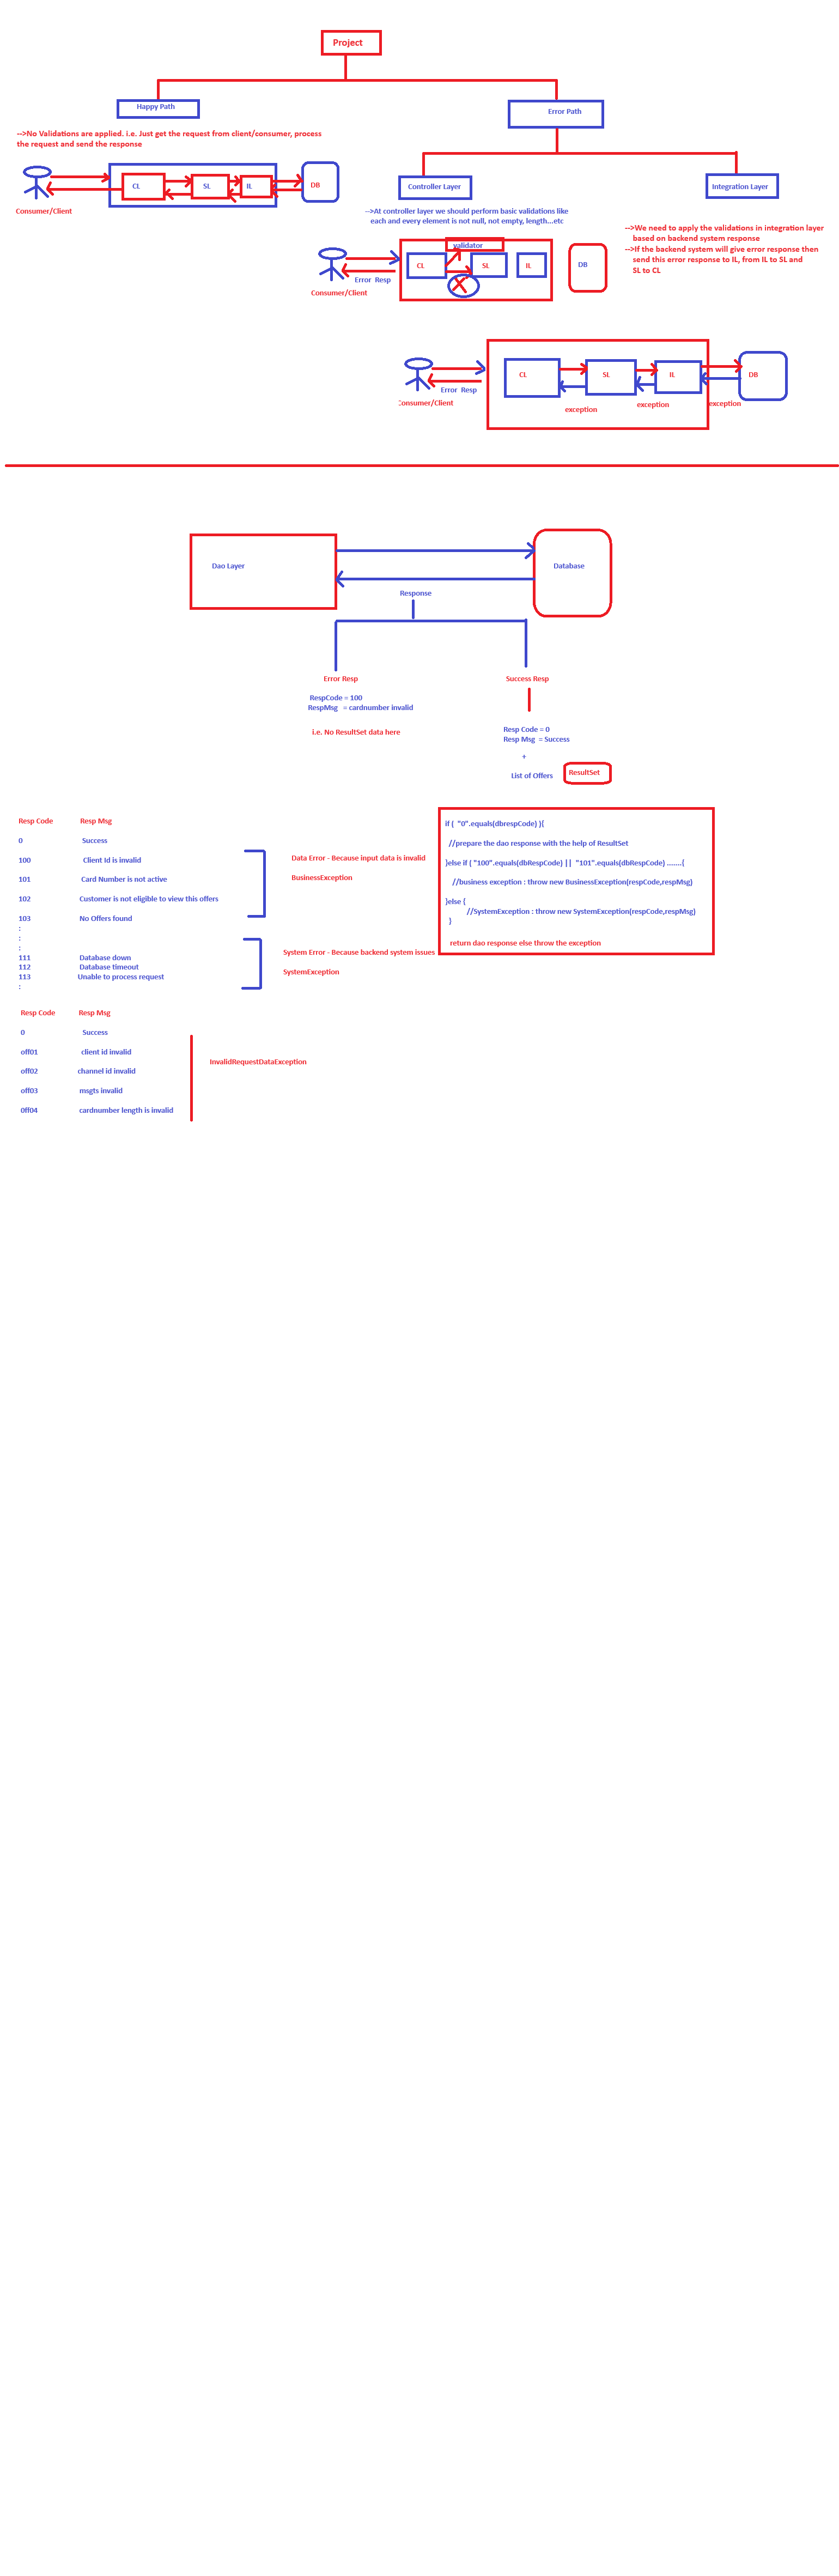 Project
Happy Path
Error Path
-->No Validations are applied. i.e. Just get the request from client/consumer, process
the request and send the response
CL
SL
IL
DB
Consumer/Client
Controller Layer
Integration Layer
-->At controller layer we should perform basic validations like
each and every element is not null, not empty, length...etc
-->We need to apply the validations in integration layer
based on backend system response
-->If the backend system will give error response then
send this error response to IL, from IL to SL and
SL to CL
validator
CL
SL
IL
DB
Error Resp
Consumer/Client
CL
SL
IL
DB
Error Resp
Consumer/Client
exception
exception
exception
Dao Layer
Database
Response
Error Resp
Success Resp
RespCode = 100
RespMsg = cardnumber invalid
i.e. No ResultSet data here
Resp Code = 0
Resp Msg = Success
+
List of Offers
ResultSet
Resp Code Resp Msg
0 Success
100 Client Id is invalid
101 Card Number is not active
102 Customer is not eligible to view this offers
103 No Offers found
:
:
:
111 Database down
112 Database timeout
113 Unable to process request
:
Data Error - Because input data is invalid
BusinessException
System Error - Because backend system issues
SystemException
if ( "0".equals(dbrespCode) ){
//prepare the dao response with the help of ResultSet
}else if ( "100".equals(dbRespCode) || "101".equals(dbRespCode) .......{
//business exception : throw new BusinessException(respCode,respMsg)
}else {
//SystemException : throw new SystemException(respCode,respMsg)
}
return dao response else throw the exception
Resp Code Resp Msg
0 Success
off01 client id invalid
off02 channel id invalid
off03 msgts invalid
0ff04 cardnumber length is invalid
InvalidRequestDataException